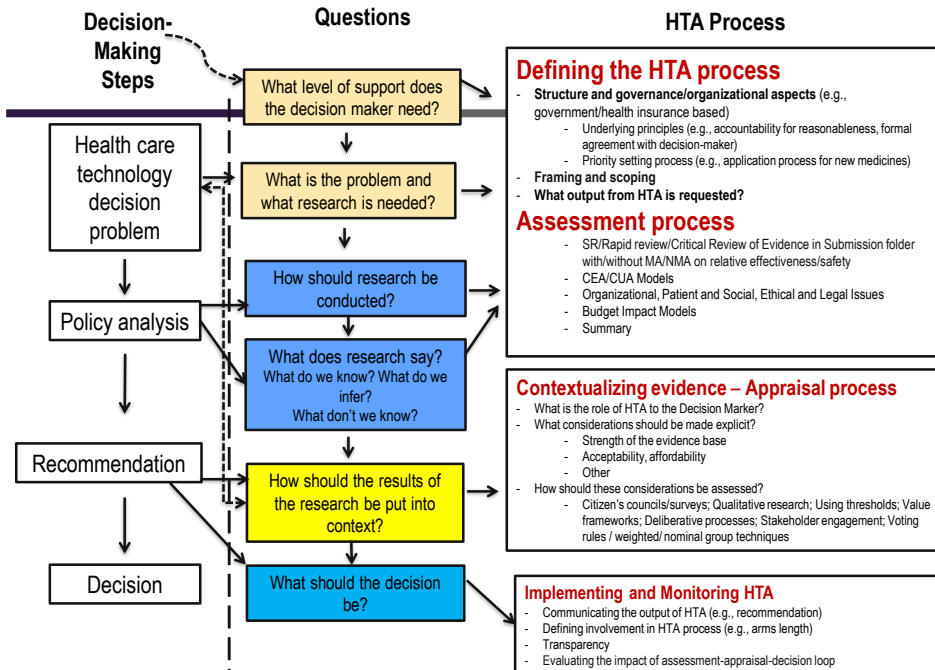 Decision-
Making
Steps
Questions
HTA Process
What level of support does
the decision maker need?
Health care
technology
decision
problem
What is the problem and
what research is needed?
How should research be
conducted?
Policy analysis
What does research say?
What do we know? What do we
infer?
What don't we know?
Recommendation
How should the results of
the research be put into
context?
Decision
What should the decision
be?
Defining the HTA process
- Structure and governance/organizational aspects (e.g.,
government/health insurance based)
- Underlying principles (e.g., accountability for reasonableness, formal
agreement with decision-maker)
- Priority setting process (e.g., application process for new medicines)
- Framing and scoping
- What output from HTA is requested?
Assessment process
- SR/Rapid review/Critical Review of Evidence in Submission folder
with/without MA/NMA on relative effectiveness/safety
- CEA/CUA Models
- Organizational, Patient and Social, Ethical and Legal Issues
- Budget Impact Models
- Summary
Contextualizing evidence – Appraisal process
- What is the role of HTA to the Decision Marker?
- What considerations should be made explicit?
- Strength of the evidence base
- Acceptability, affordability
- Other
- How should these considerations be assessed?
- Citizen's councils/surveys; Qualitative research; Using thresholds; Value
frameworks; Deliberative processes; Stakeholder engagement; Voting
rules / weighted/ nominal group techniques
Implementing and Monitoring HTA
- Communicating the output of HTA (e.g., recommendation)
- Defining involvement in HTA process (e.g., arms length)
- Transparency
- Evaluating the impact of assessment-appraisal-decision loop